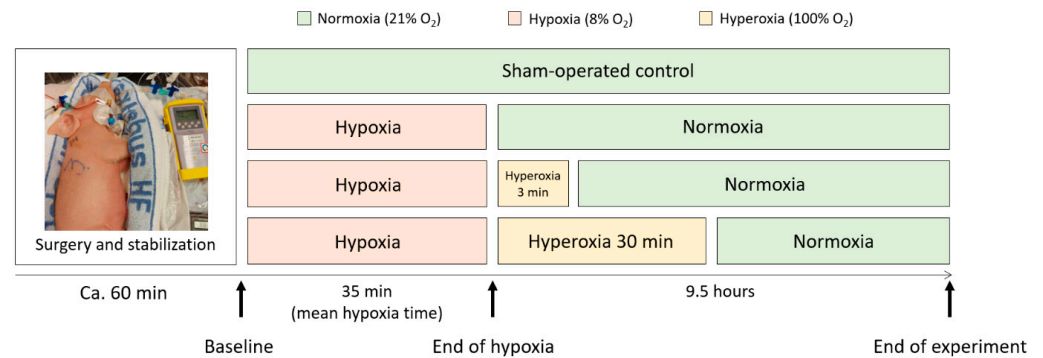 Normoxia (21% O₂)
Hypoxia (8% O₂)
Hyperoxia (100% O₂)
Sham-operated control
Hypoxia
Normoxia
Hypoxia
Hyperoxia
3 min
Normoxia
Hypoxia
Hyperoxia 30 min
Normoxia
Surgery and stabilization
Ca. 60 min
35 min
(mean hypoxia time)
9.5 hours
Baseline
End of hypoxia
End of experiment